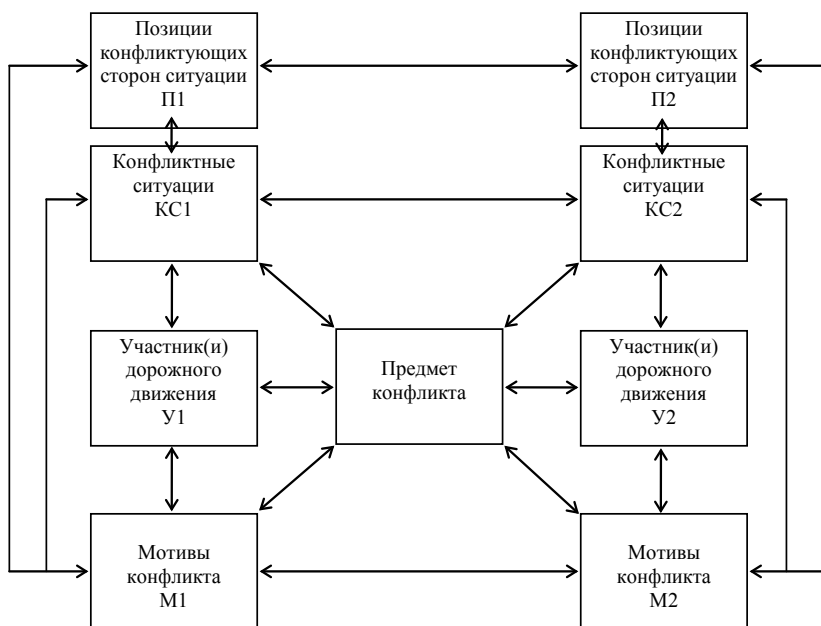 Позиции
конфликтующих
сторон ситуации
П1
Позиции
конфликтующих
сторон ситуации
П2
Конфликтные
ситуации
КС1
Конфликтные
ситуации
КС2
Участник(и)
дорожного
движения
У1
Предмет
конфликта
Участник(и)
дорожного
движения
У2
Мотивы
конфликта
М1
Мотивы
конфликта
М2